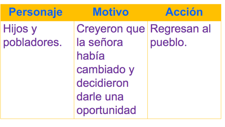 Personaje Motivo Acción
Hijos y Creyeron que Regresan al
pobladores. la señora pueblo.
había
cambiado y
decidieron
darle una
oportunidad